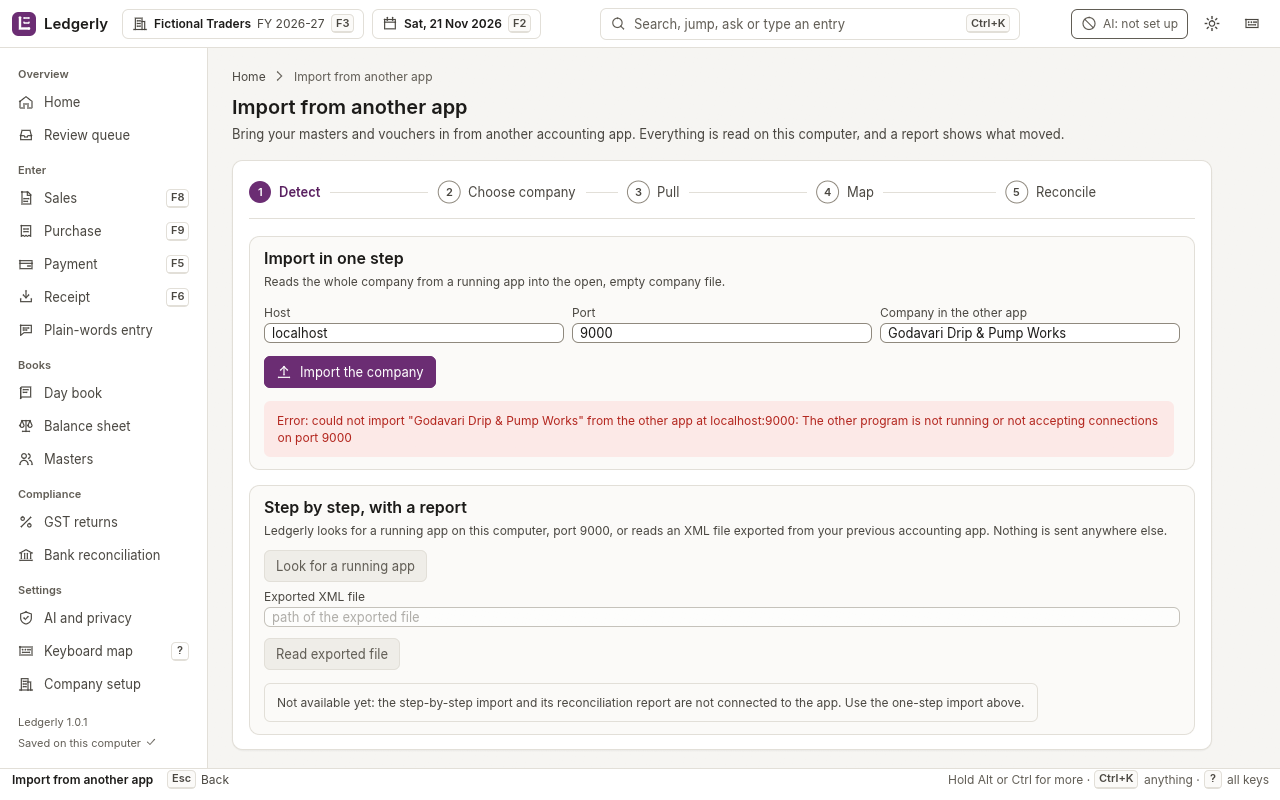 Ledgerly
Fictional Traders FY 2026-27 F3
Sat, 21 Nov 2026 F2
Search, jump, ask or type an entry Ctrl+K
AI: not set up
Overview
Home
Review queue
Enter
Sales F8
Purchase F9
Payment F5
Receipt F6
Plain-words entry
Books
Day book
Balance sheet
Masters
Compliance
GST returns
Bank reconciliation
Settings
AI and privacy
Keyboard map ?
Company setup
Ledgerly 1.0.1
Saved on this computer
Home > Import from another app
Import from another app
Bring your masters and vouchers in from another accounting app. Everything is read on this computer, and a report shows what moved.
1 Detect 2 Choose company 3 Pull 4 Map 5 Reconcile
Import in one step
Reads the whole company from a running app into the open, empty company file.
Host Port Company in the other app
localhost 9000 Godavari Drip & Pump Works
Import the company
Error: could not import "Godavari Drip & Pump Works" from the other app at localhost:9000: The other program is not running or not accepting connections
on port 9000
Step by step, with a report
Ledgerly looks for a running app on this computer, port 9000, or reads an XML file exported from your previous accounting app. Nothing is sent anywhere else.
Look for a running app
Exported XML file
path of the exported file
Read exported file
Not available yet: the step-by-step import and its reconciliation report are not connected to the app. Use the one-step import above.
Import from another app Esc Back
Hold Alt or Ctrl for more · Ctrl+K anything · ? all keys